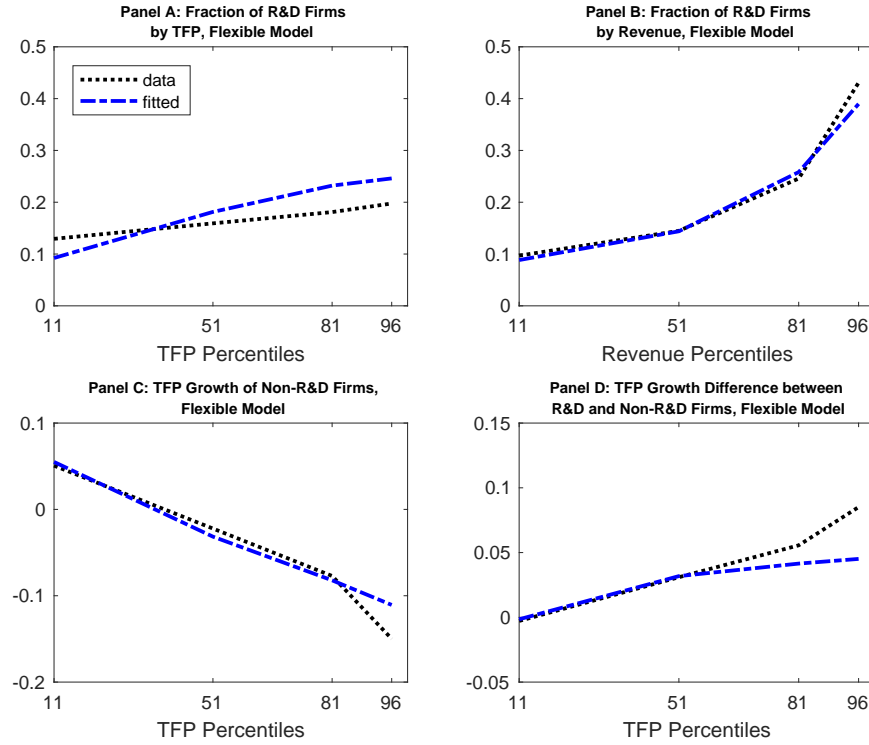 Panel A: Fraction of R&D Firms
by TFP, Flexible Model
0.5
0.4
0.3
0.2
0.1
0
data
fitted
11
51
81
96
TFP Percentiles
Panel B: Fraction of R&D Firms
by Revenue, Flexible Model
0.5
0.4
0.3
0.2
0.1
0
11
51
81
96
Revenue Percentiles
Panel C: TFP Growth of Non-R&D Firms,
Flexible Model
0.1
0
-0.1
-0.2
11
51
81
96
TFP Percentiles
Panel D: TFP Growth Difference between
R&D and Non-R&D Firms, Flexible Model
0.15
0.1
0.05
0
-0.05
11
51
81
96
TFP Percentiles